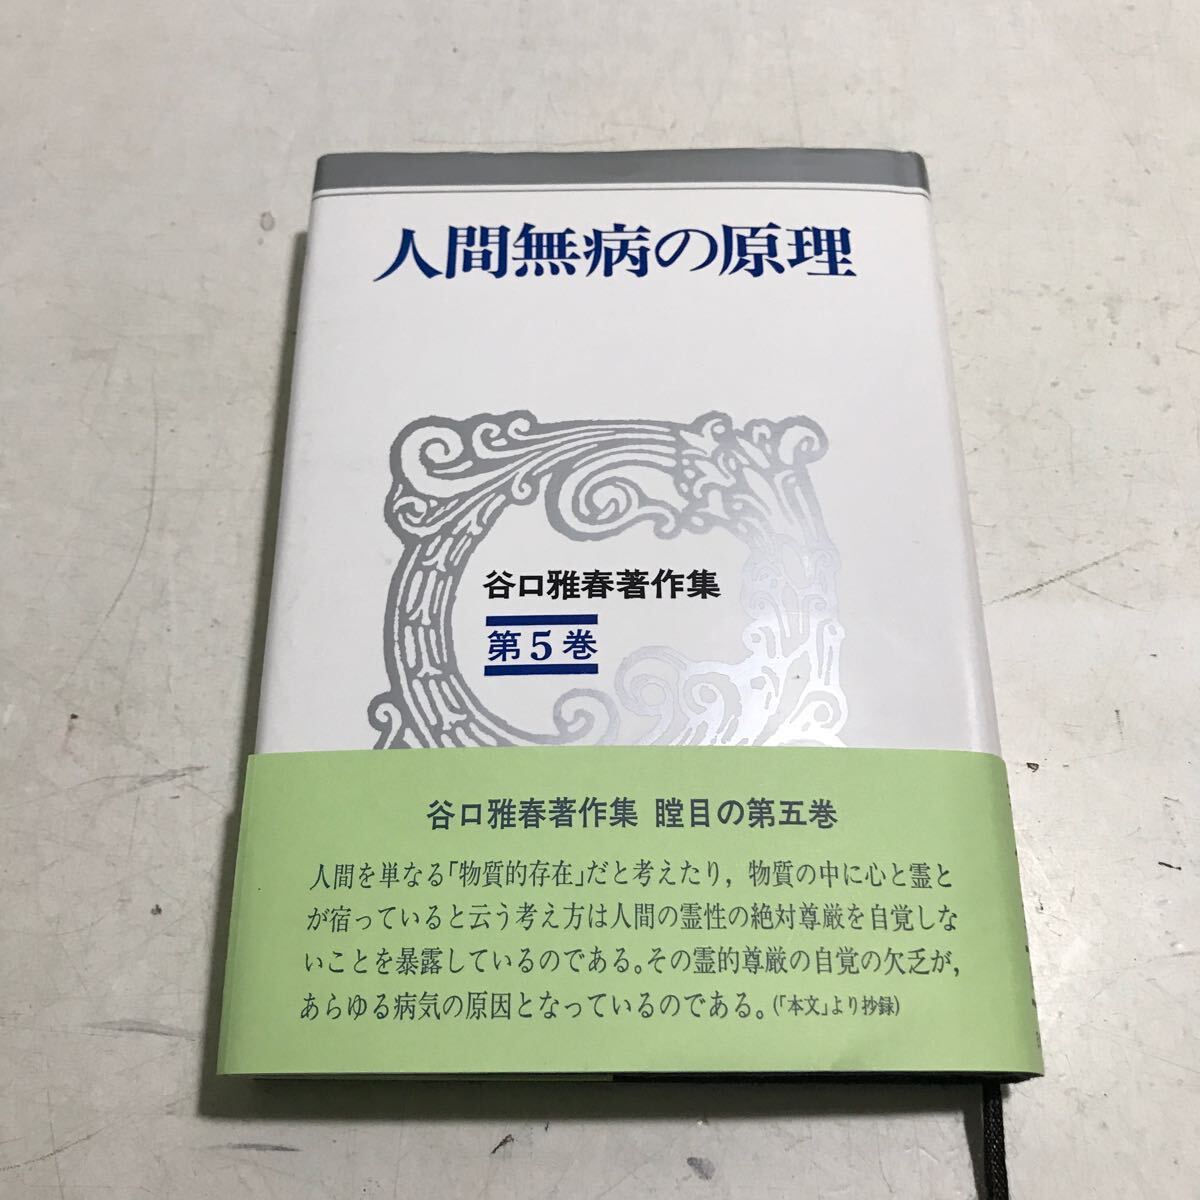 人間無病の原理
谷口雅春著作集
第5巻
谷口雅春著作集 瞠目の第五巻
人間を単なる「物質的存在」だと考えたり，物質の中に心と霊と
が宿っていると云う考え方は人間の霊性の絶対尊厳を自覚しな
いことを暴露しているのである。その霊的尊厳の自覚の欠乏が，
あらゆる病気の原因となっているのである。(「本文」より抄録)